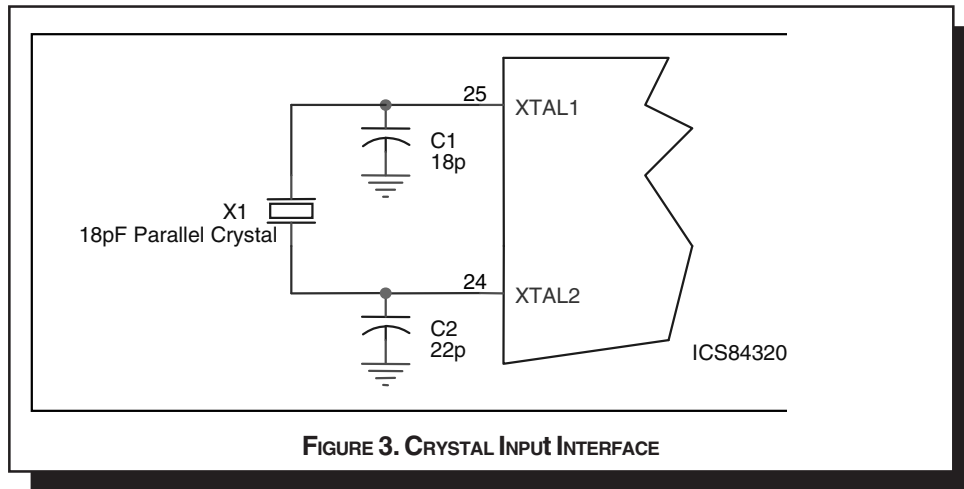 25
XTAL1
C1
18p
X1
18pF Parallel Crystal
24
XTAL2
C2
22p
ICS84320
FIGURE 3. CRYSTAL INPUt INTERFACE